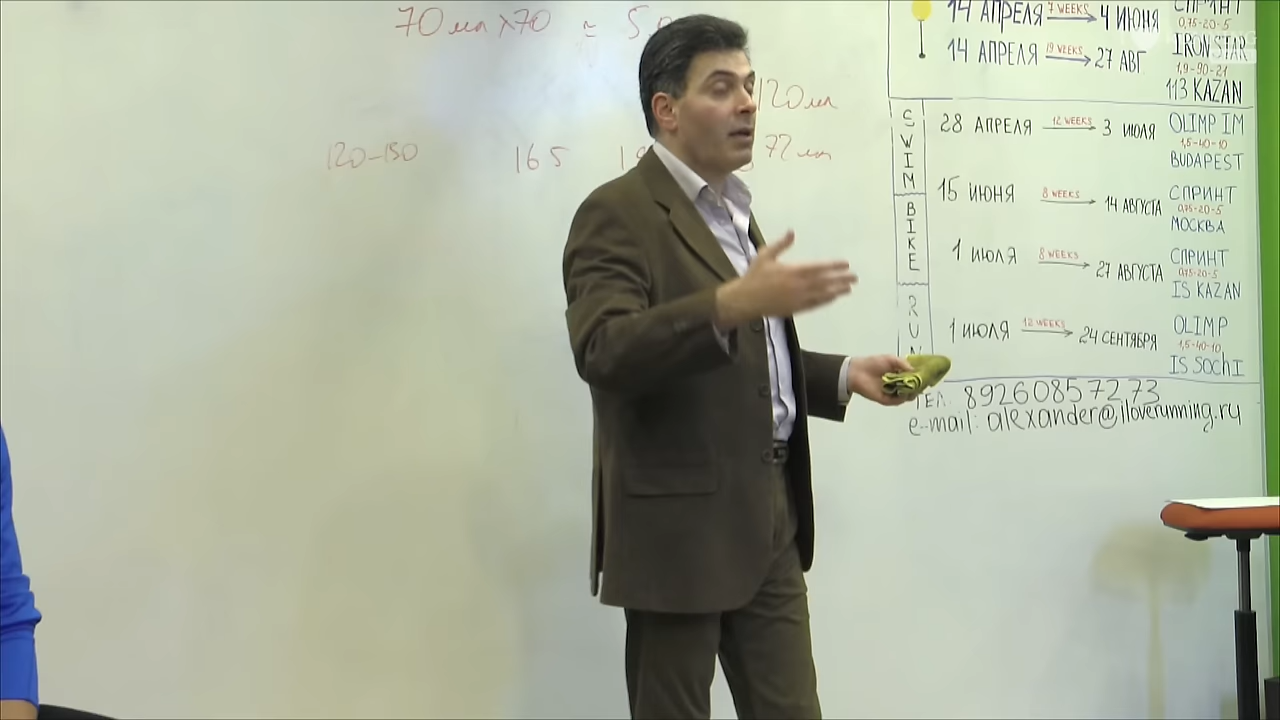 70 мл x70 ≈ 5
120 мл
120-150 165 19 72 мл
СПРИНТ
14 АПРЕЛЯ 7 WEEKS 4 ИЮНЯ 0,75-20-5
IRONSTAR
14 АПРЕЛЯ 19 WEEKS 27 АВГ 1,9-90-21
113 KAZAN
SWIM
BIKE
RUN
28 АПРЕЛЯ 12 WEEKS 3 ИЮЛЯ OLIMP IM
1,5-40-10
BUDAPEST
15 ИЮНЯ 8 WEEKS 14 АВГУСТА СПРИНТ
0,75-20-5
МОСКВА
1 ИЮЛЯ 8 WEEKS 27 АВГУСТА СПРИНТ
0,75-20-5
IS KAZAN
1 ИЮЛЯ 12 WEEKS 24 СЕНТЯБРЯ OLIMP
1,5-40-10
IS SOCHI
ТЕЛ. 89260857273
e-mail: alexander@iloverunning.ru